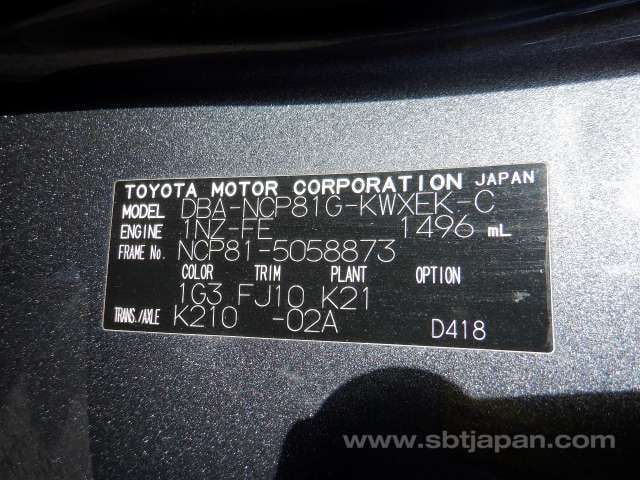 TOYOTA MOTOR CORPORATION JAPAN
MODEL DBA-NCP81G-KWXEK-C
ENGINE 1NZ-FE 1496 mL
FRAME No. NCP81-5058873
COLOR TRIM PLANT OPTION
1G3 FJ10 K21
TRANS./AXLE K210 -02A D418
www.sbtjapan.com